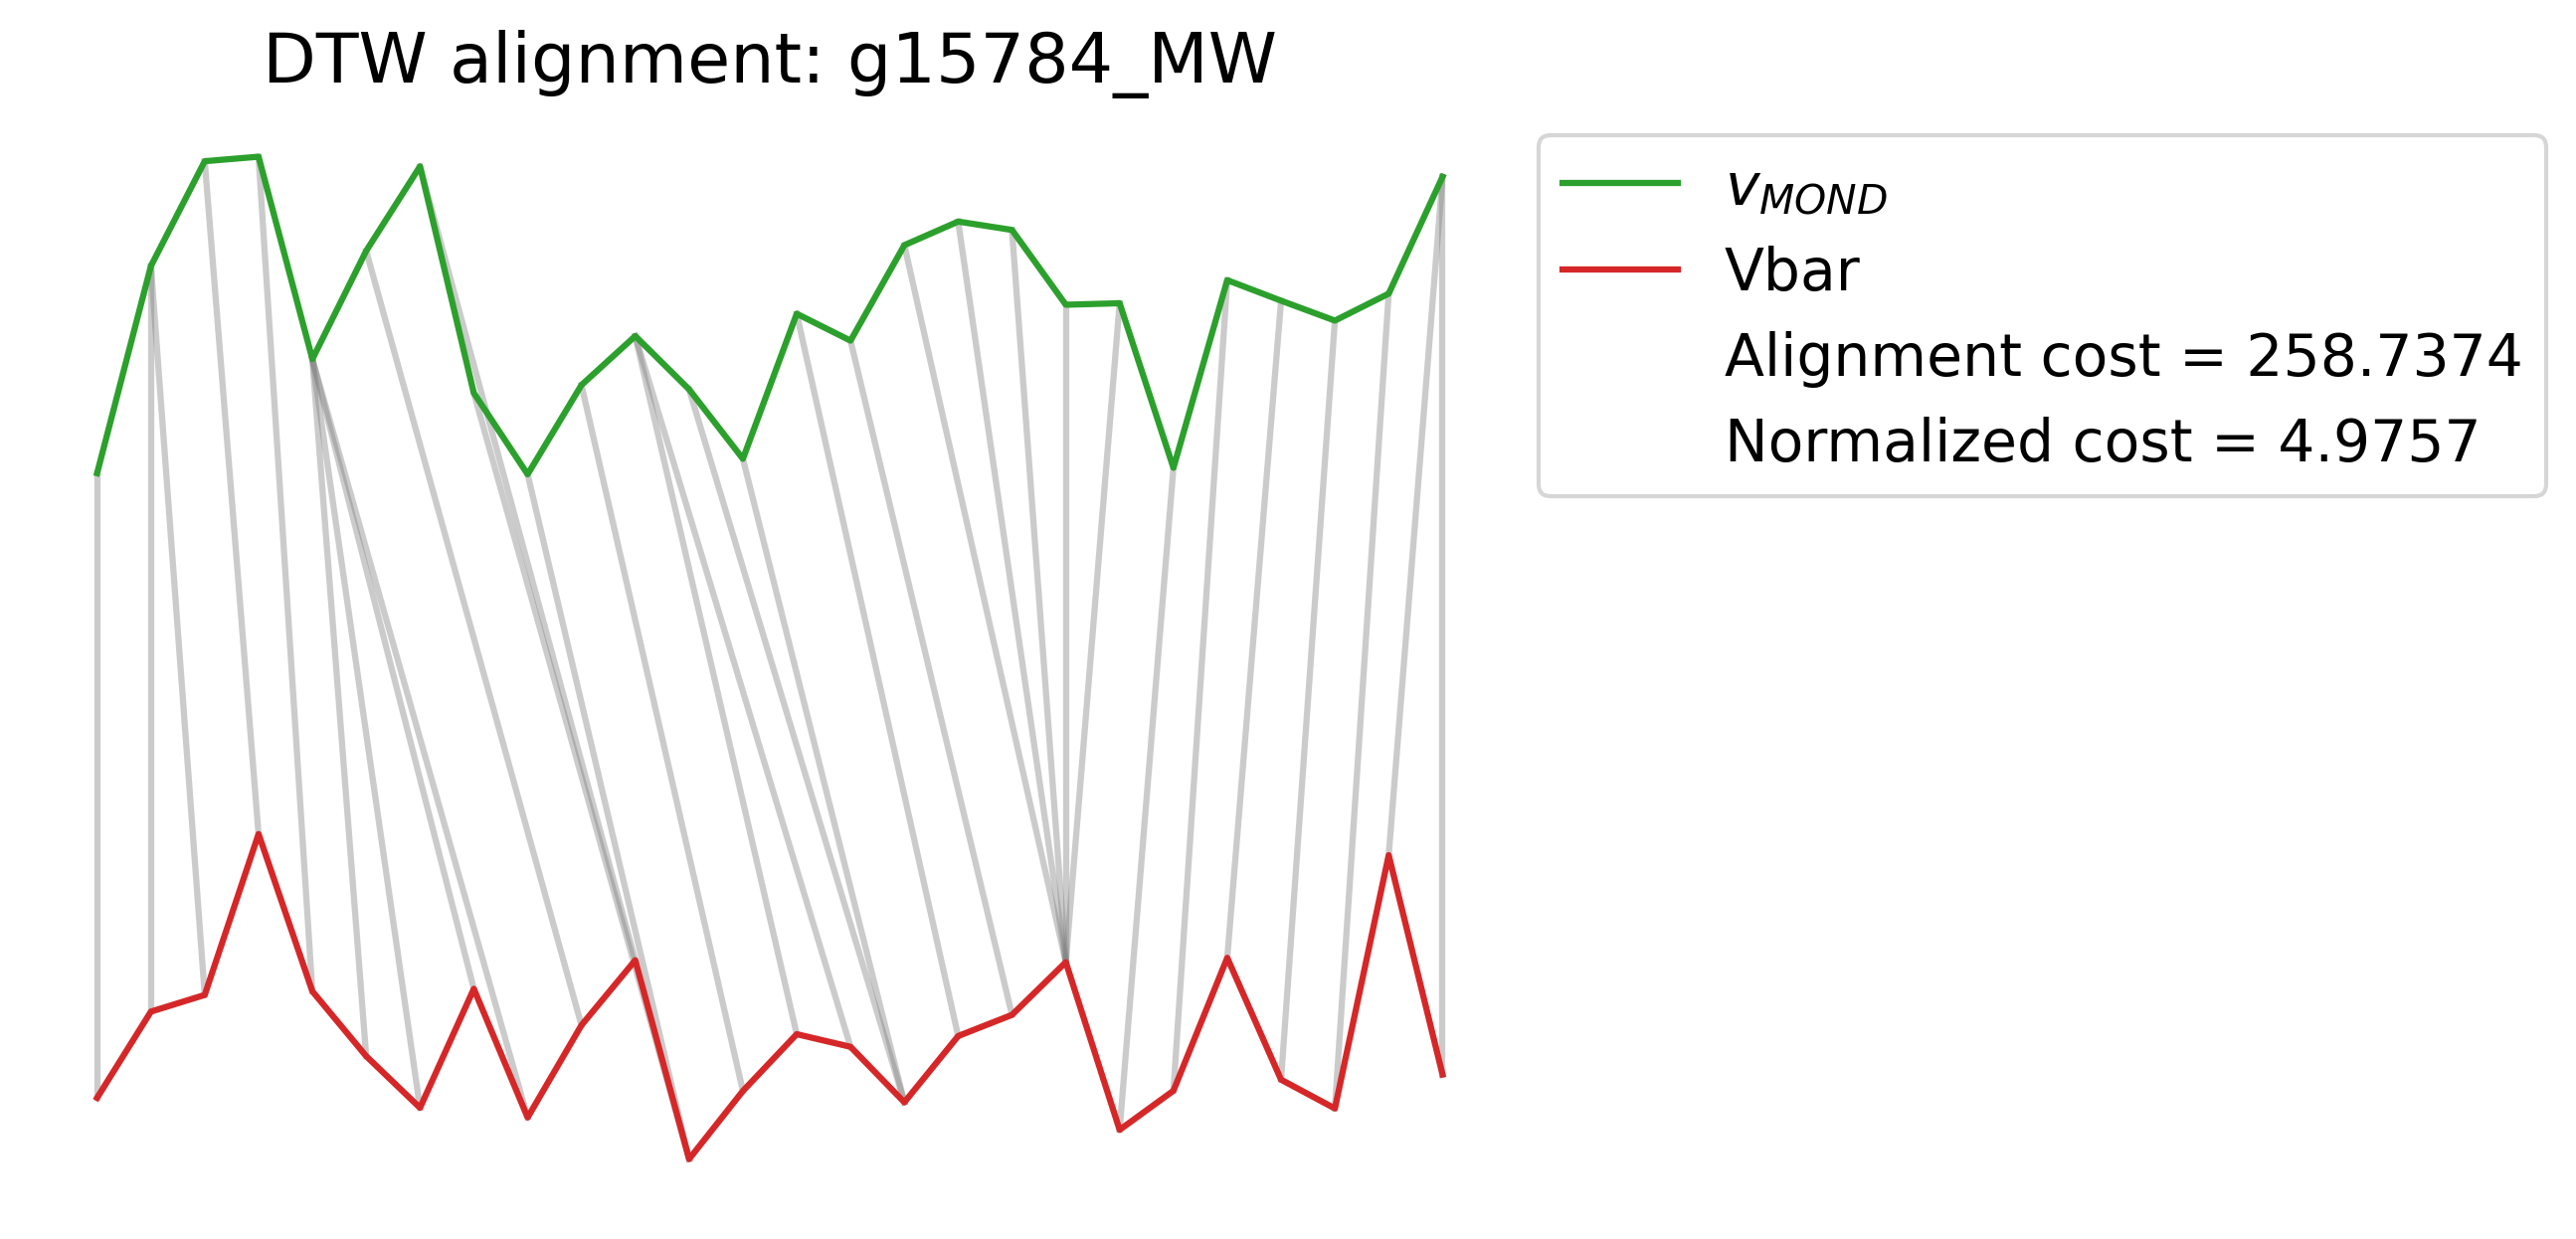 DTW alignment: g15784_MW
v_MOND
Vbar
Alignment cost = 258.7374
Normalized cost = 4.9757